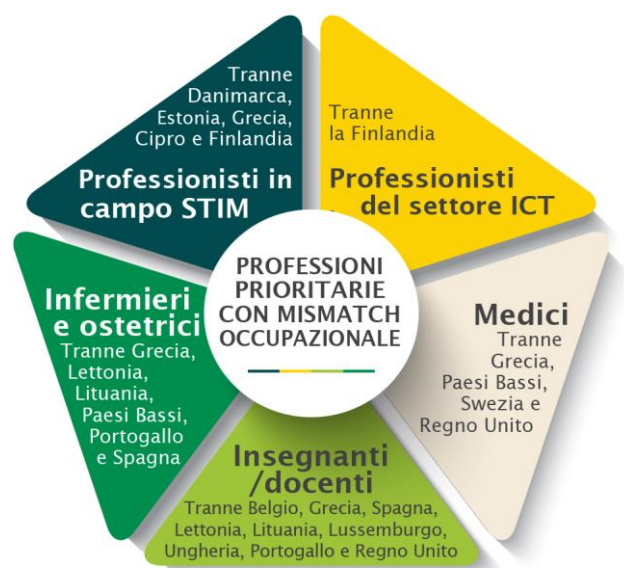 Tranne
Danimarca,
Estonia, Grecia,
Cipro e Finlandia
Professionisti in
campo STIM
Tranne
la Finlandia
Professionisti
del settore ICT
PROFESSIONI
PRIORITARIE
CON MISMATCH
OCCUPAZIONALE
Infermieri
e ostetrici
Tranne Grecia,
Lettonia,
Lituania,
Paesi Bassi,
Portogallo
e Spagna
Medici
Tranne
Grecia,
Paesi Bassi,
Swezia e
Regno Unito
Insegnanti
/docenti
Tranne Belgio, Grecia, Spagna,
Lettonia, Lituania, Lussemburgo,
Ungheria, Portogallo e Regno Unito